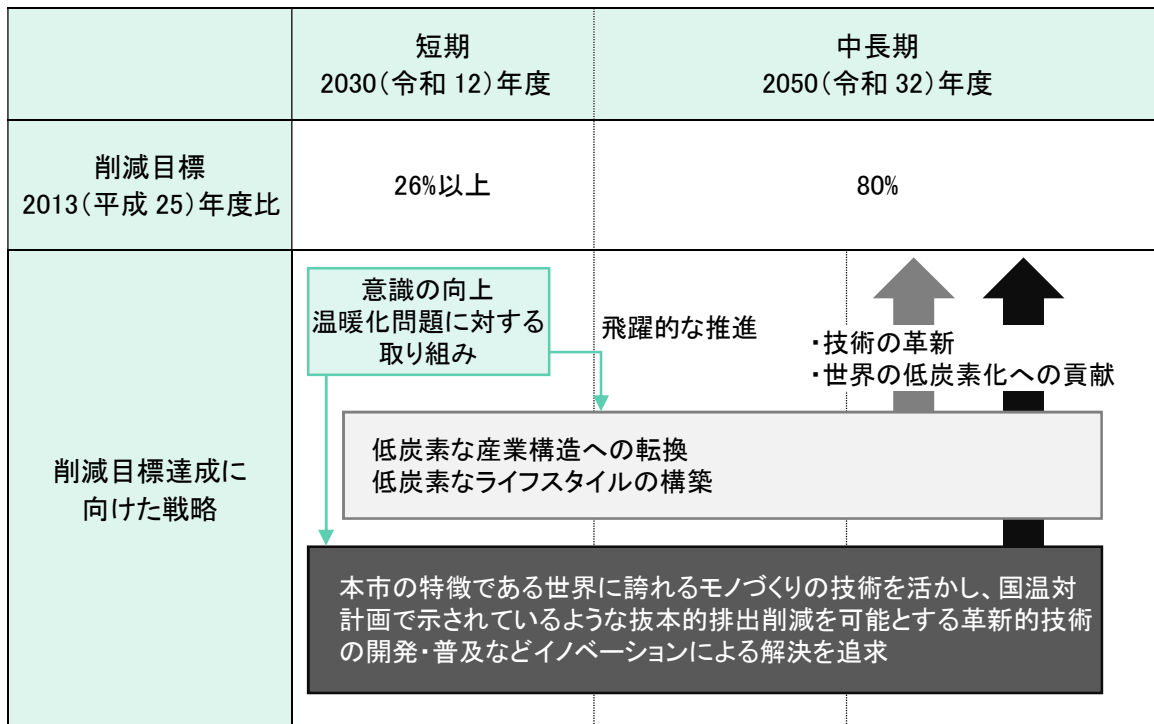 短期
2030(令和 12)年度
中長期
2050(令和 32)年度
削減目標
2013(平成 25)年度比
26%以上
80%
削減目標達成に
向けた戦略
意識の向上
温暖化問題に対する
取り組み
飛躍的な推進
・技術の革新
・世界の低炭素化への貢献
低炭素な産業構造への転換
低炭素なライフスタイルの構築
本市の特徴である世界に誇れるモノづくりの技術を活かし、国温対
計画で示されているような抜本的排出削減を可能とする革新的技術
の開発・普及などイノベーションによる解決を追求